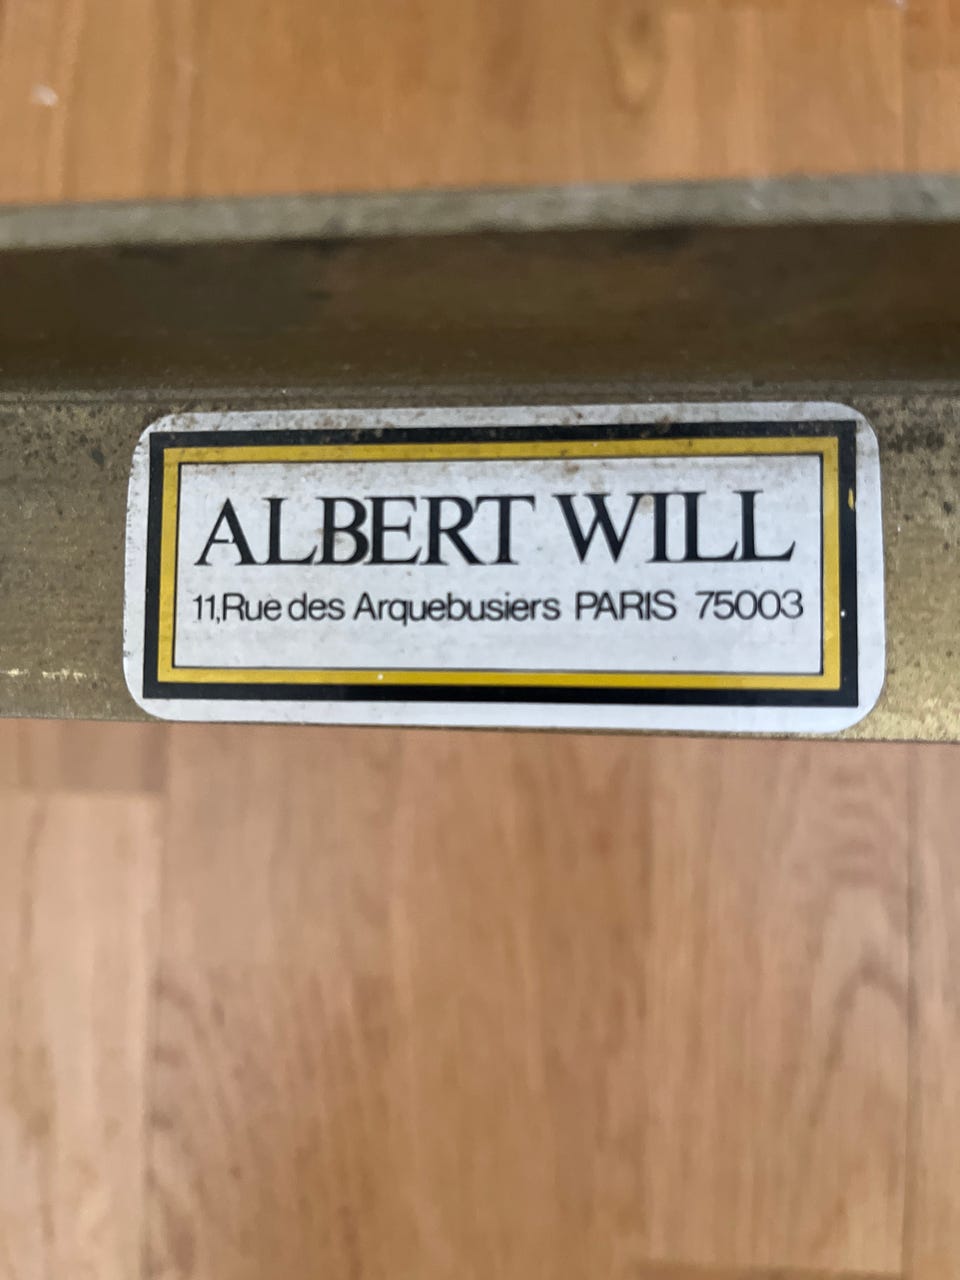 ALBERT WILL
11,Rue des Arquebusiers PARIS 75003